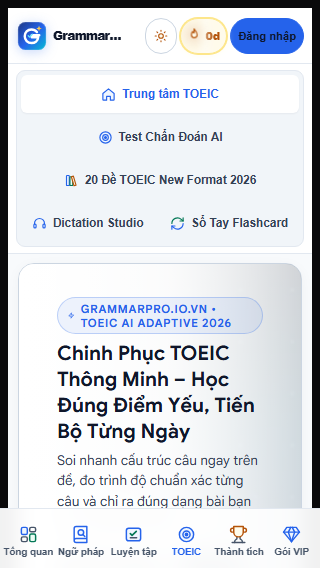 Grammar...
0đ
Đăng nhập
Trung tâm TOEIC
Test Chẩn Đoán AI
20 Đề TOEIC New Format 2026
Dictation Studio
Sổ Tay Flashcard
GRAMMARPRO.IO.VN •
TOEIC AI ADAPTIVE 2026
Chinh Phục TOEIC
Thông Minh – Học
Đúng Điểm Yếu, Tiến
Bộ Từng Ngày
Soi nhanh cấu trúc câu ngay trên
đề, đo trình độ chuẩn xác từng
câu và chỉ ra đúng dạng bài bạn
Tổng quan
Ngữ pháp
Luyện tập
TOEIC
Thành tích
Gói VIP